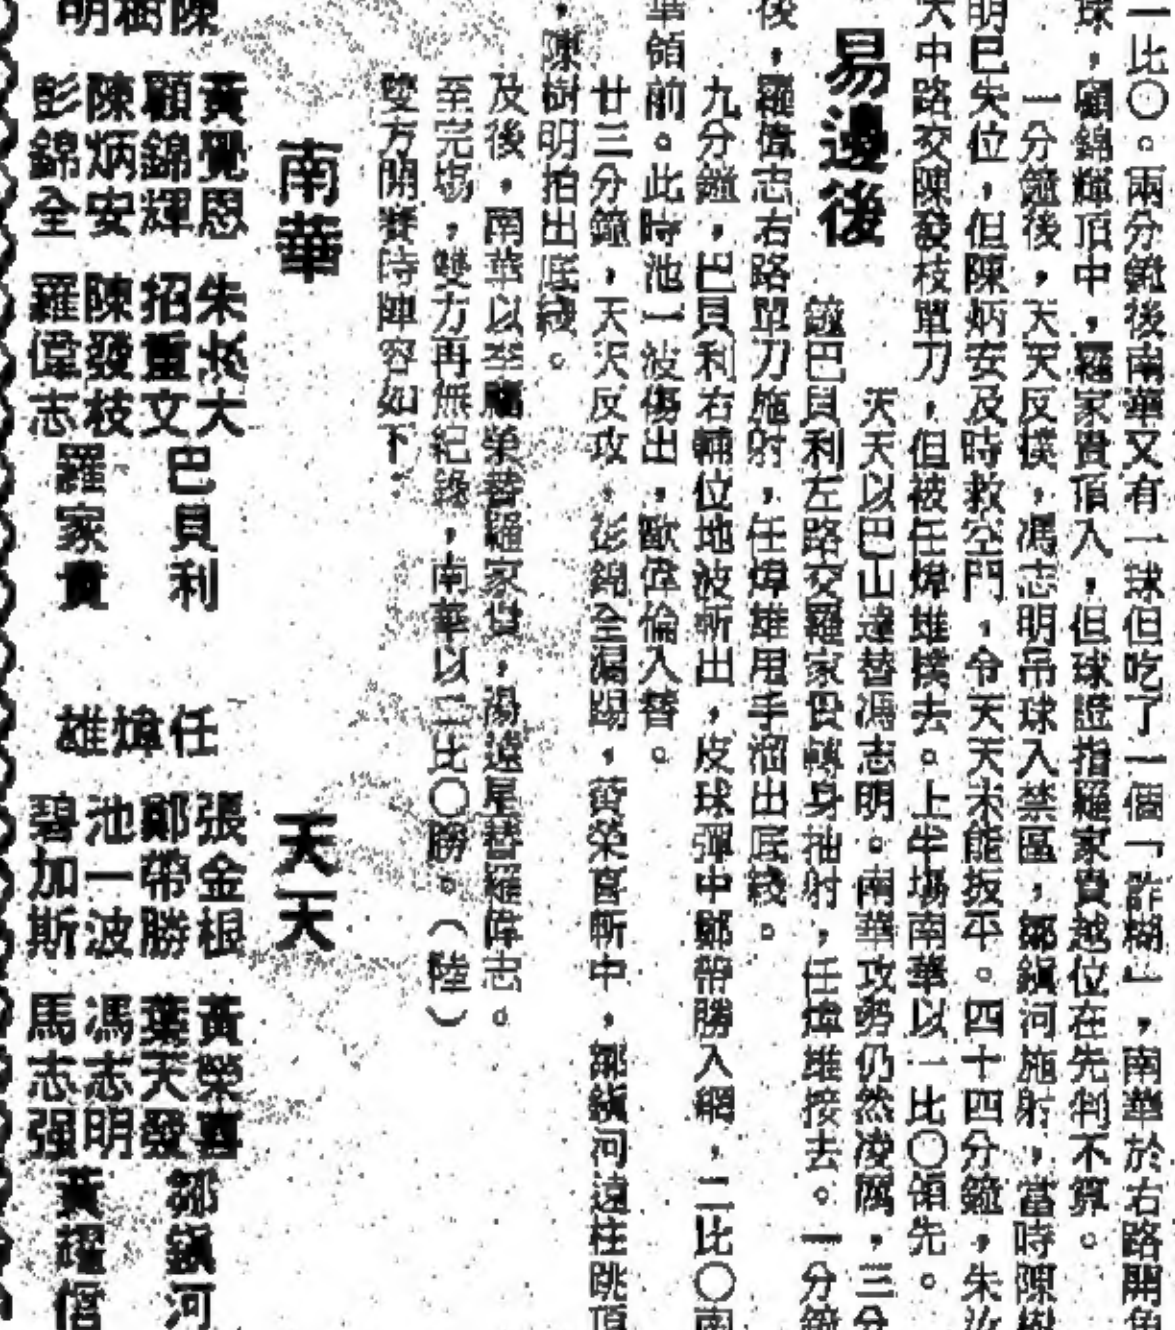 一比〇。兩分鐘後南華又有一球但吃了一個「詐糊」，南華於右路開角
球，顧錦輝頂中，羅家貴頂入，但球證指羅家貴越位在先判不算。
一分鐘後，天天反撲，馮志明吊球入禁區，鄒鎮河施射，當時陳樹
明已失位，但陳炳安及時救空門，令天天未能扳平。四十四分鐘，朱汝
大中路交陳發枝單刀，但被任煒雄撲去。上半場南華以一比〇領先。
易邊後
天天以巴山達替馮志明。南華攻勢仍然凌厲，三分
鐘巴貝利左路交羅家貴轉身抽射，任煒雄接去。一分鐘
後，羅偉志右路單刀施射，任煒雄甩手溜出底綫。
九分鐘，巴貝利右輔位地波斬出，皮球彈中鄭帶勝入網，二比〇南
華領前。此時池一波傷出，歐偉倫入替。
廿三分鐘，天天反攻，彭錦全漏踢，黃榮喜斬中，鄒鎮河遠柱跳頂
，陳樹明拍出底綫。
及後，南華以羅榮替羅家貴，湯遠尾替羅偉志。
至完場，雙方再無紀錄，南華以二比〇勝。（陸）
雙方開賽時陣容如下
南華
陳樹明
黃覺思
顧錦輝
陳炳安
彭錦全
朱汝大
招重文
陳發枝
羅偉志
巴貝利
羅家貴
天天
任煒雄
張金根
鄭帶勝
池一波
碧加斯
黃榮喜
葉天發
馮志明
馬志强
鄒鎮河
黃耀信